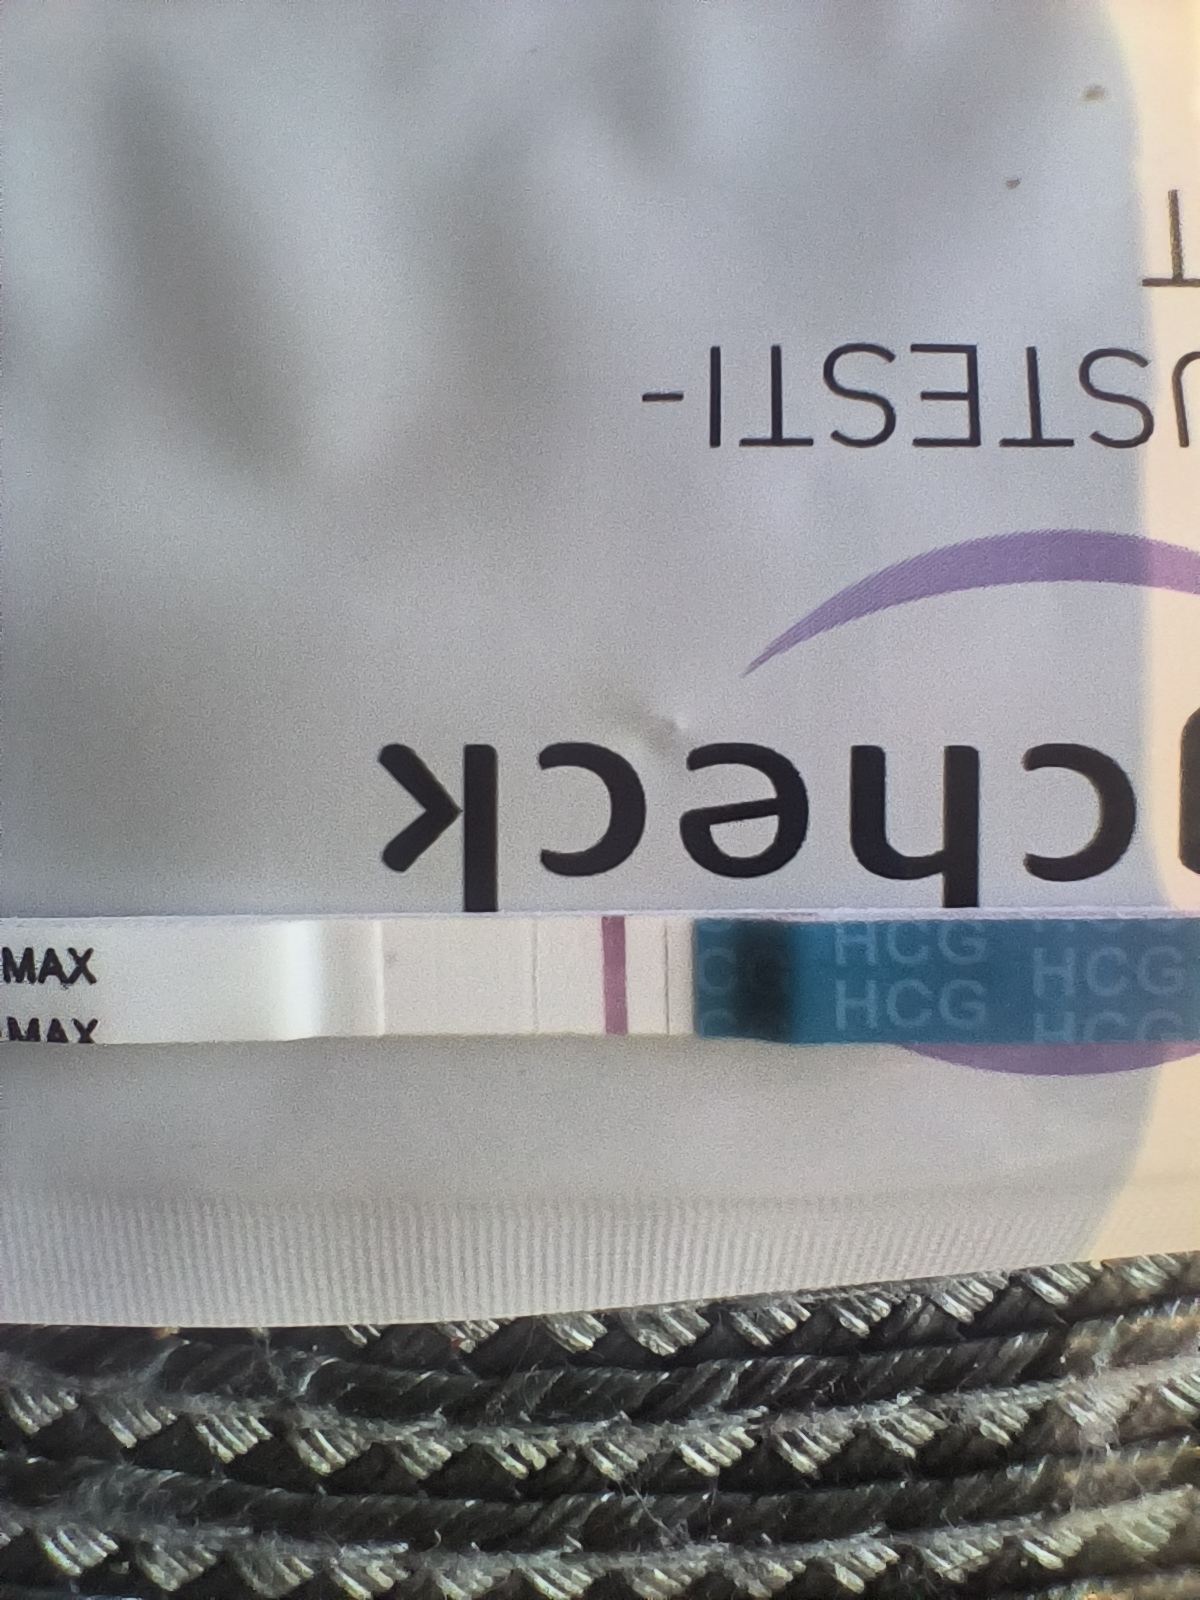 T
USTESTI-
check
MAX
MAX
HCG HCG
HCG HCG